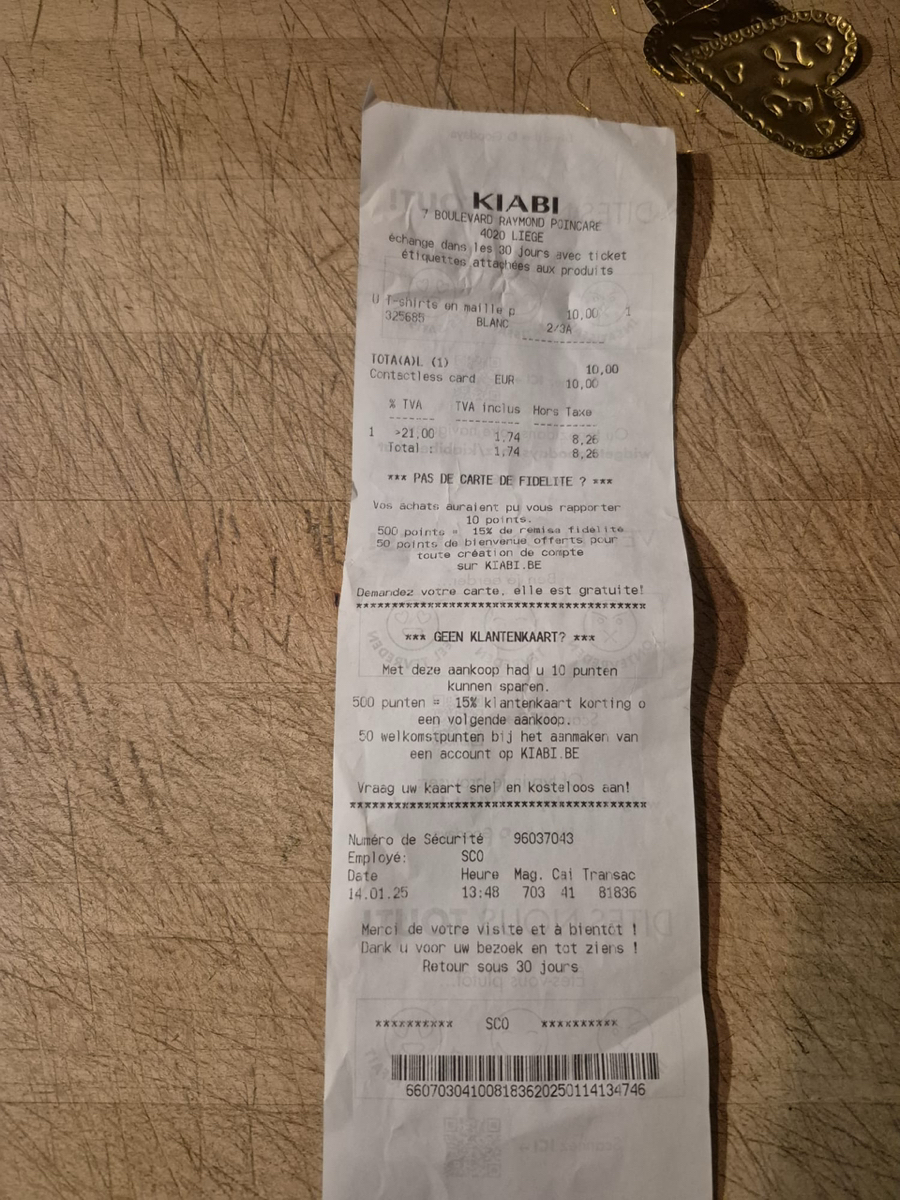 KIABI
7 BOULEVARD RAYMOND POINCARE
4020 LIEGE
échange dans les 30 jours avec ticket
étiquettes attachées aux produits
U T-shirts en maille p 10,00 1
325685 BLANC 2/3A
TOTA(A)L (1) 10,00
Contactless card EUR 10,00
% TVA TVA inclus Hors Taxe
1 >21,00 1,74 8,26
Total : 1,74 8,26
*** PAS DE CARTE DE FIDELITE ? ***
Vos achats auraient pu vous rapporter
10 points.
500 points = 15% de remise fidelité
50 points de bienvenue offerts pour
toute création de compte
sur KIABI.BE
Demandez votre carte, elle est gratuite!
****************************************
*** GEEN KLANTENKAART? ***
Met deze aankoop had u 10 punten
kunnen sparen.
500 punten = 15% klantenkaart korting o
een volgende aankoop.
50 welkomstpunten bij het aanmaken van
een account op KIABI.BE
Vraag uw kaart snel en kosteloos aan!
****************************************
Numéro de Sécurité 96037043
Employé: SCO
Date Heure Mag. Cai Transac
14.01.25 13:48 703 41 81836
Merci de votre visite et à bientôt !
Dank u voor uw bezoek en tot ziens !
Retour sous 30 jours
********** SCO **********
660703041008183620250114134746